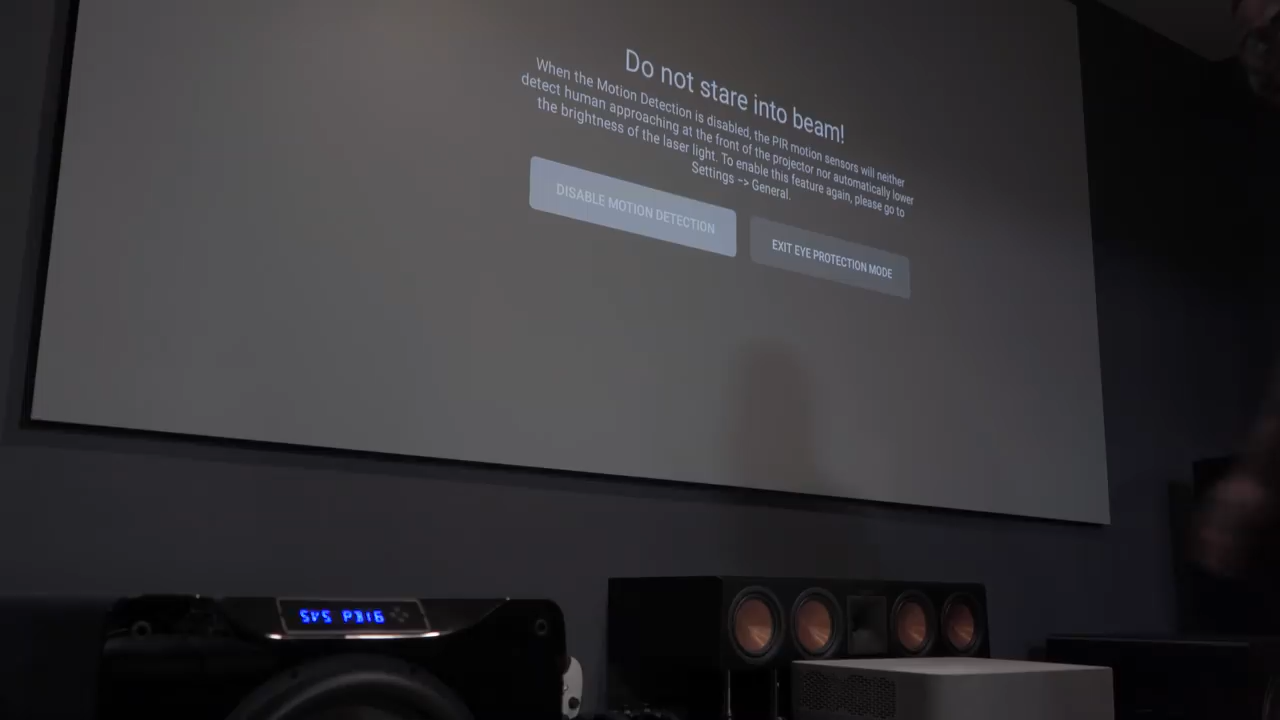 Do not stare into beam!
When the Motion Detection is disabled, the PIR motion sensors will neither
detect human approaching at the front of the projector nor automatically lower
the brightness of the laser light. To enable this feature again, please go to
Settings -> General.
DISABLE MOTION DETECTION
EXIT EYE PROTECTION MODE
SVS PB16